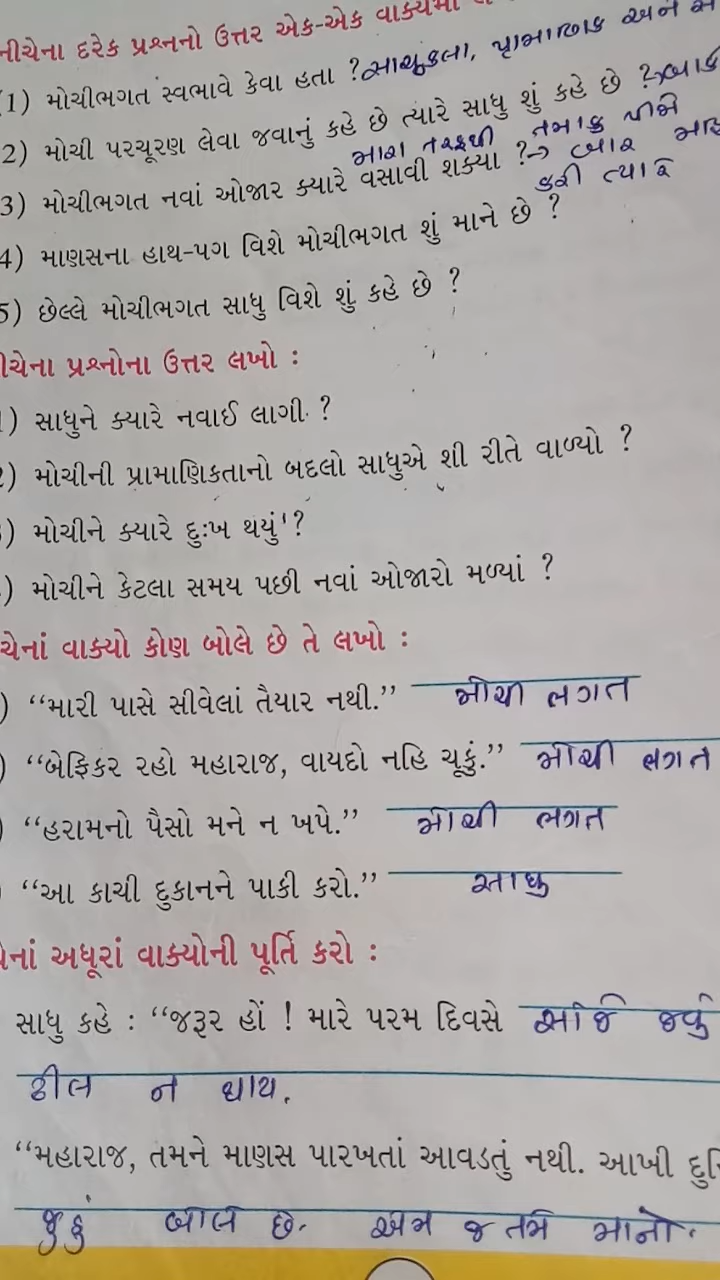 નીચેના દરેક પ્રશ્નનો ઉત્તર એક-એક વાક્યમાં
1) મોચીભગત સ્વભાવે કેવા હતા ?
2) મોચી પરચૂરણ લેવા જવાનું કહે છે ત્યારે સાધુ શું કહે છે ?
મારા તરફથી તમાકુ પીજે
3) મોચીભગત નવાં ઓજાર ક્યારે વસાવી શક્યા ?
કરી ત્યારે
4) માણસના હાથ-પગ વિશે મોચીભગત શું માને છે ?
5) છેલ્લે મોચીભગત સાધુ વિશે શું કહે છે ?
ચેના પ્રશ્નોના ઉત્તર લખો :
) સાધુને ક્યારે નવાઈ લાગી ?
2) મોચીની પ્રામાણિકતાનો બદલો સાધુએ શી રીતે વાળ્યો ?
) મોચીને ક્યારે દુઃખ થયું ?
) મોચીને કેટલા સમય પછી નવાં ઓજારો મળ્યાં ?
ચેનાં વાક્યો કોણ બોલે છે તે લખો :
) “મારી પાસે સીવેલાં તૈયાર નથી.” મોચી ભગત
) “બેફિકર રહો મહારાજ, વાયદો નહિ ચૂકું.” મોચી ભગત
) “હરામનો પૈસો મને ન ખપે.” મોચી ભગત
“આ કાચી દુકાનને પાકી કરો.” સાધુ
ેનાં અધૂરાં વાક્યોની પૂર્તિ કરો :
સાધુ કહે : “જરૂર હોં ! મારે પરમ દિવસે
ઢીલ ન થાય.
“મહારાજ, તમને માણસ પારખતાં આવડતું નથી. આખી
જુઠું બોલે છે. એમ જ તમે માનો.